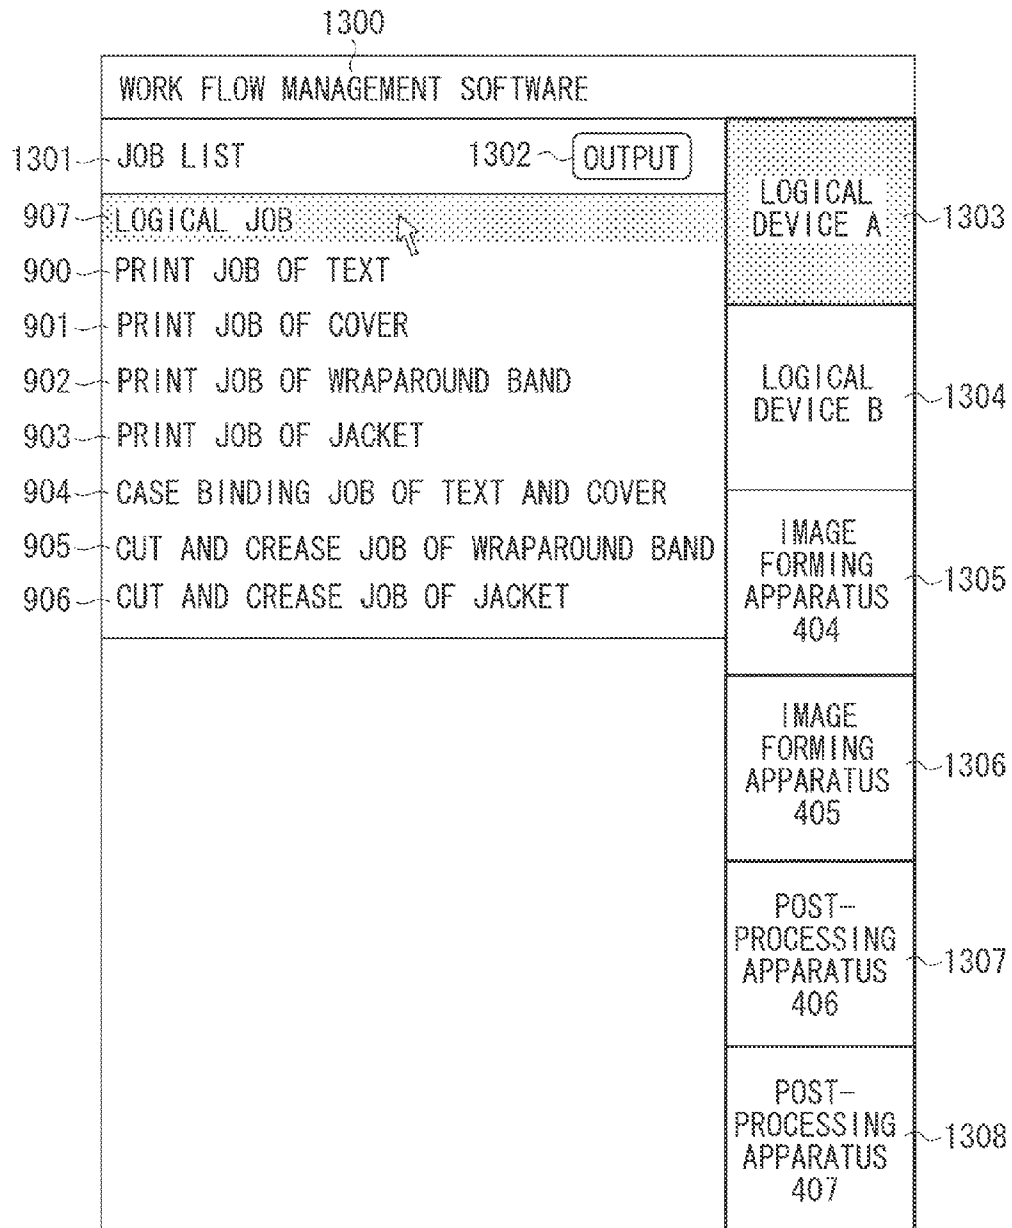 1300
WORK FLOW MANAGEMENT SOFTWARE
1301 JOB LIST 1302 OUTPUT
907 LOGICAL JOB
900 PRINT JOB OF TEXT
901 PRINT JOB OF COVER
902 PRINT JOB OF WRAPAROUND BAND
903 PRINT JOB OF JACKET
904 CASE BINDING JOB OF TEXT AND COVER
905 CUT AND CREASE JOB OF WRAPAROUND BAND
906 CUT AND CREASE JOB OF JACKET
LOGICAL
DEVICE A
1303
LOGICAL
DEVICE B
1304
IMAGE
FORMING
APPARATUS
404
1305
IMAGE
FORMING
APPARATUS
405
1306
POST-
PROCESSING
APPARATUS
406
1307
POST-
PROCESSING
APPARATUS
407
1308